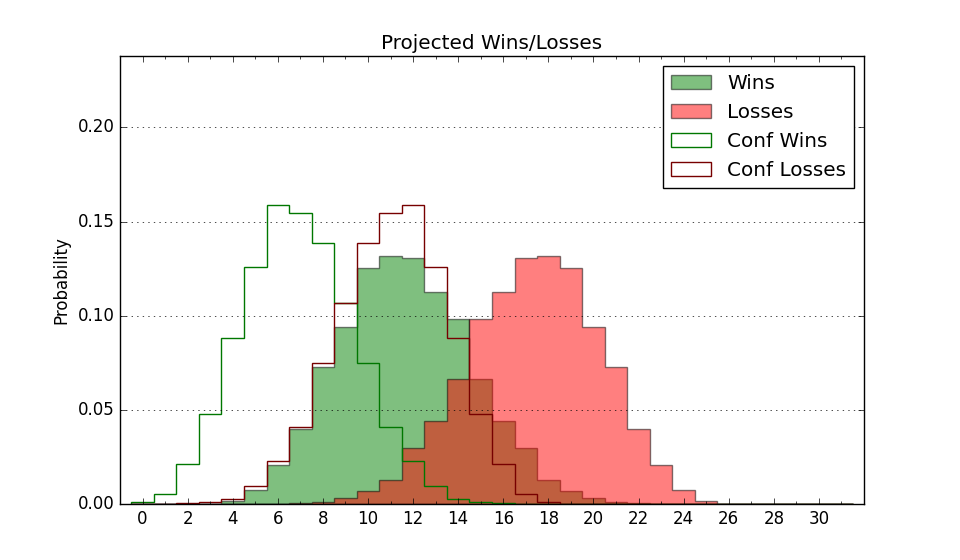 Projected Wins/Losses
Wins
Losses
Conf Wins
Conf Losses
Probability
0.20
0.15
0.10
0.05
0.00
0 2 4 6 8 10 12 14 16 18 20 22 24 26 28 30